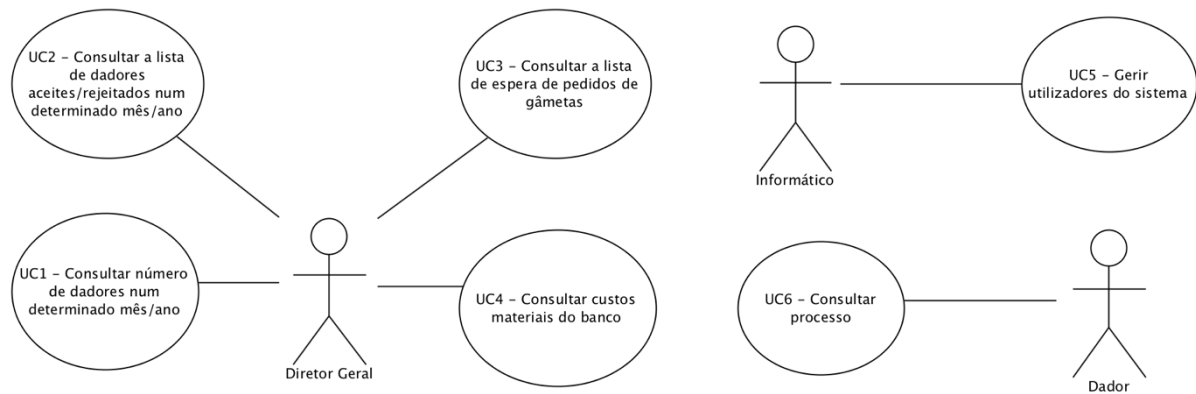 UC2 – Consultar a lista
de dadores
aceites/rejeitados num
determinado mês/ano
UC3 – Consultar a lista
de espera de pedidos de
gâmetas
UC5 – Gerir
utilizadores do sistema
Informático
UC1 – Consultar número
de dadores num
determinado mês/ano
UC4 – Consultar custos
materiais do banco
UC6 – Consultar
processo
Diretor Geral
Dador